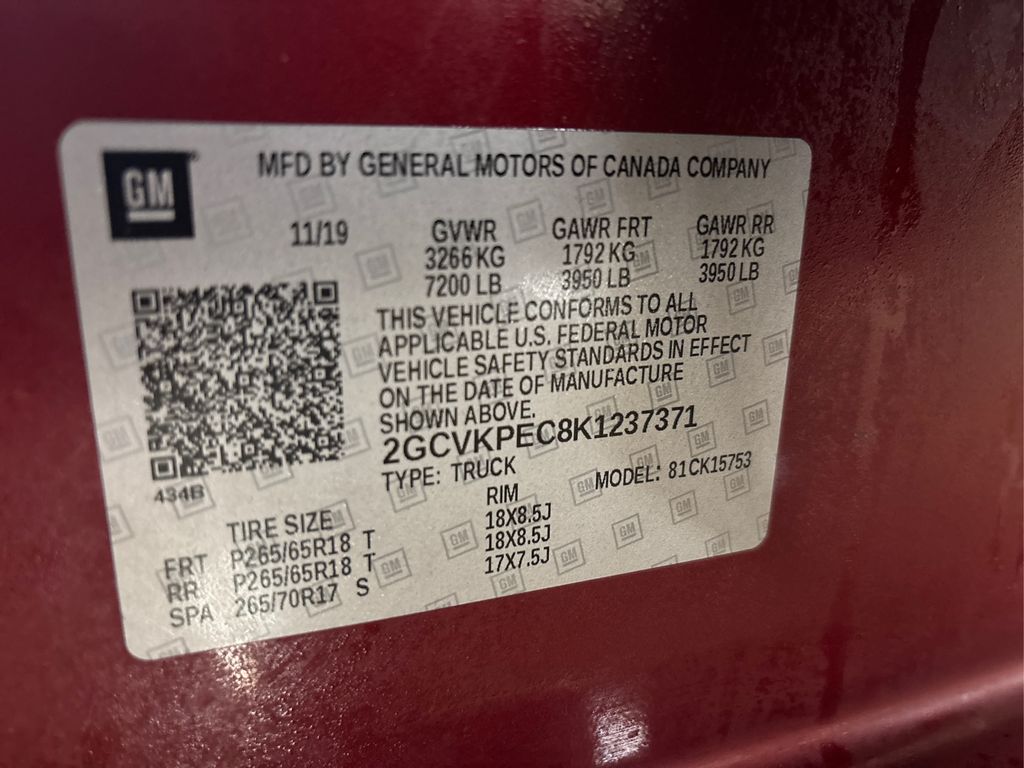 GM
MFD BY GENERAL MOTORS OF CANADA COMPANY
11/19 GVWR GAWR FRT GAWR RR
3266 KG 1792 KG 1792 KG
7200 LB 3950 LB 3950 LB
THIS VEHICLE CONFORMS TO ALL
APPLICABLE U.S. FEDERAL MOTOR
VEHICLE SAFETY STANDARDS IN EFFECT
ON THE DATE OF MANUFACTURE
SHOWN ABOVE.
2GCVKPEC8K1237371
TYPE: TRUCK MODEL: 81CK15753
434B
TIRE SIZE RIM
FRT P265/65R18 T 18X8.5J
RR P265/65R18 T 18X8.5J
SPA 265/70R17 S 17X7.5J